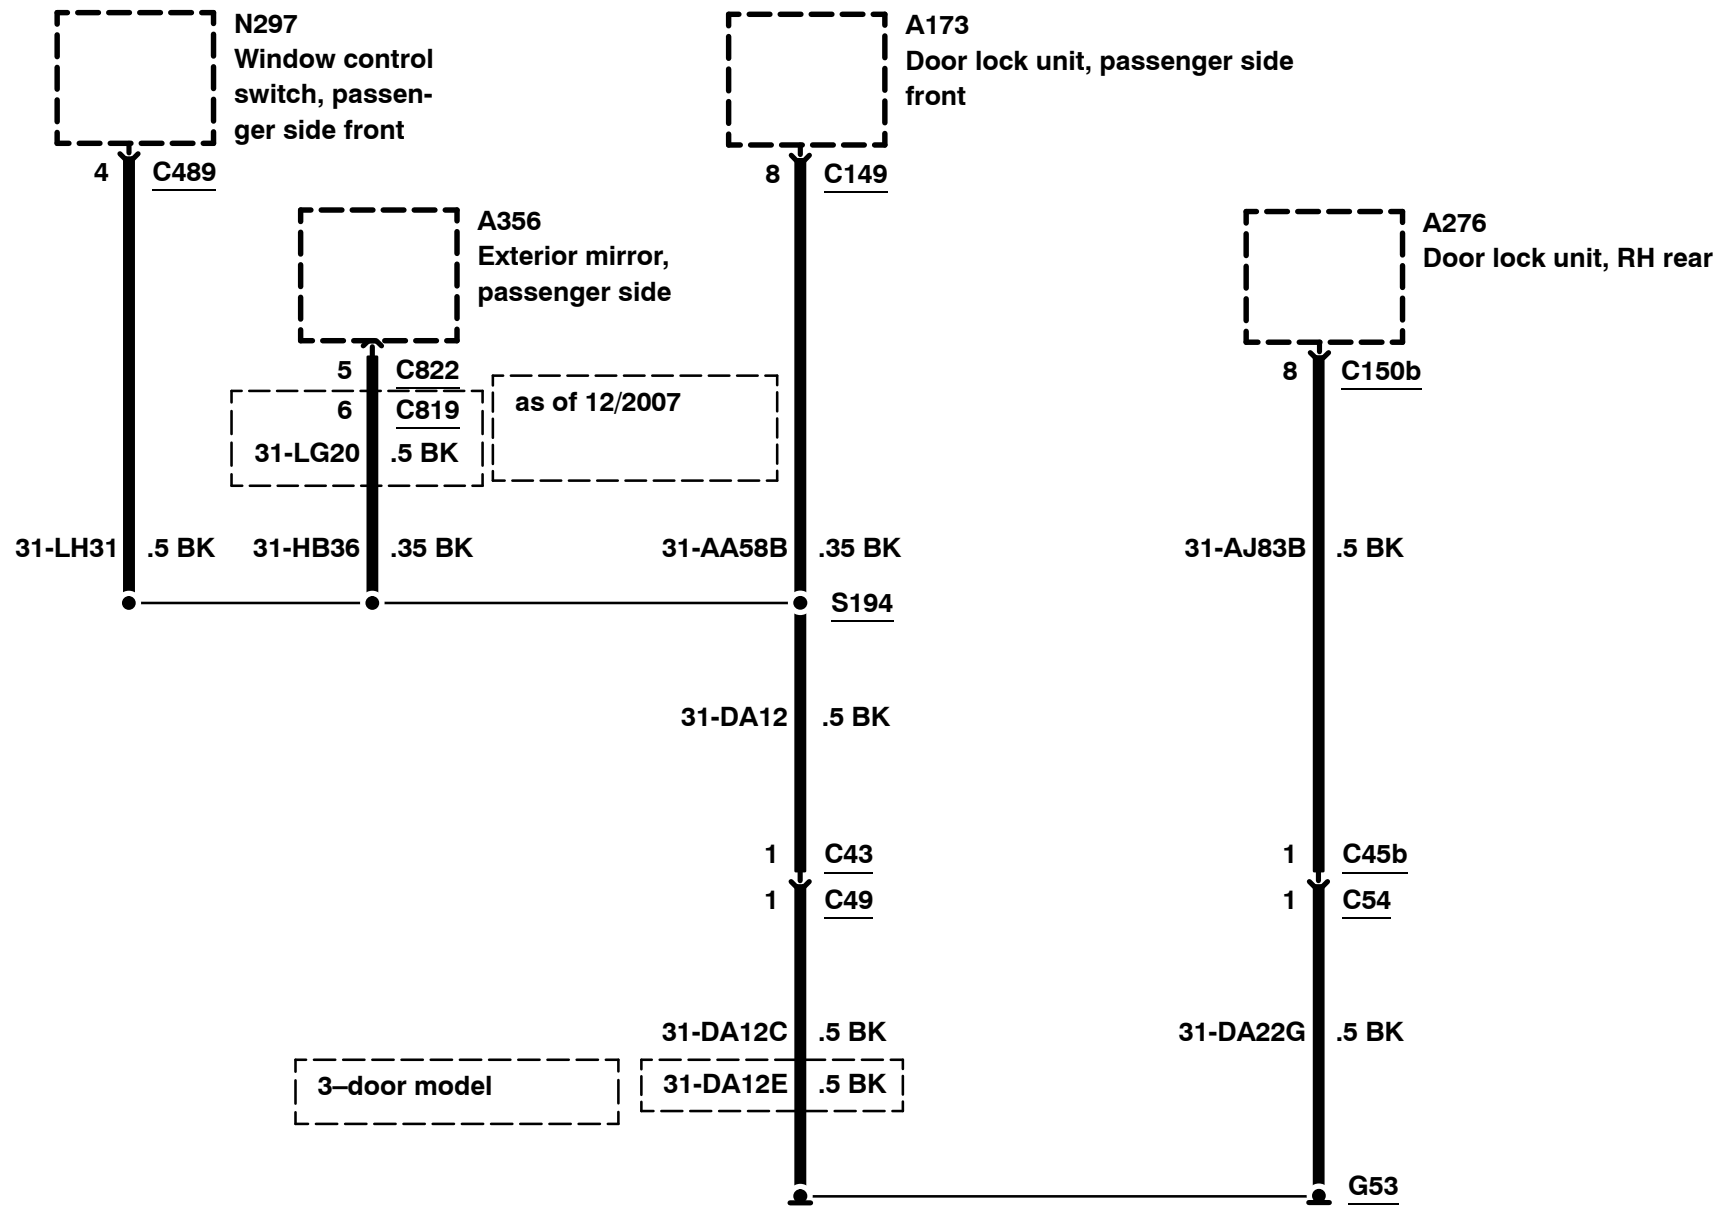 N297
Window control
switch, passen-
ger side front
4 C489
A173
Door lock unit, passenger side
front
8 C149
A356
Exterior mirror,
passenger side
5 C822
6 C819
31-LG20 .5 BK
as of 12/2007
A276
Door lock unit, RH rear
8 C150b
31-LH31 .5 BK 31-HB36 .35 BK 31-AA58B .35 BK 31-AJ83B .5 BK
S194
31-DA12 .5 BK
1 C43 1 C45b
1 C49 1 C54
31-DA12C .5 BK 31-DA22G .5 BK
3–door model 31-DA12E .5 BK
G53